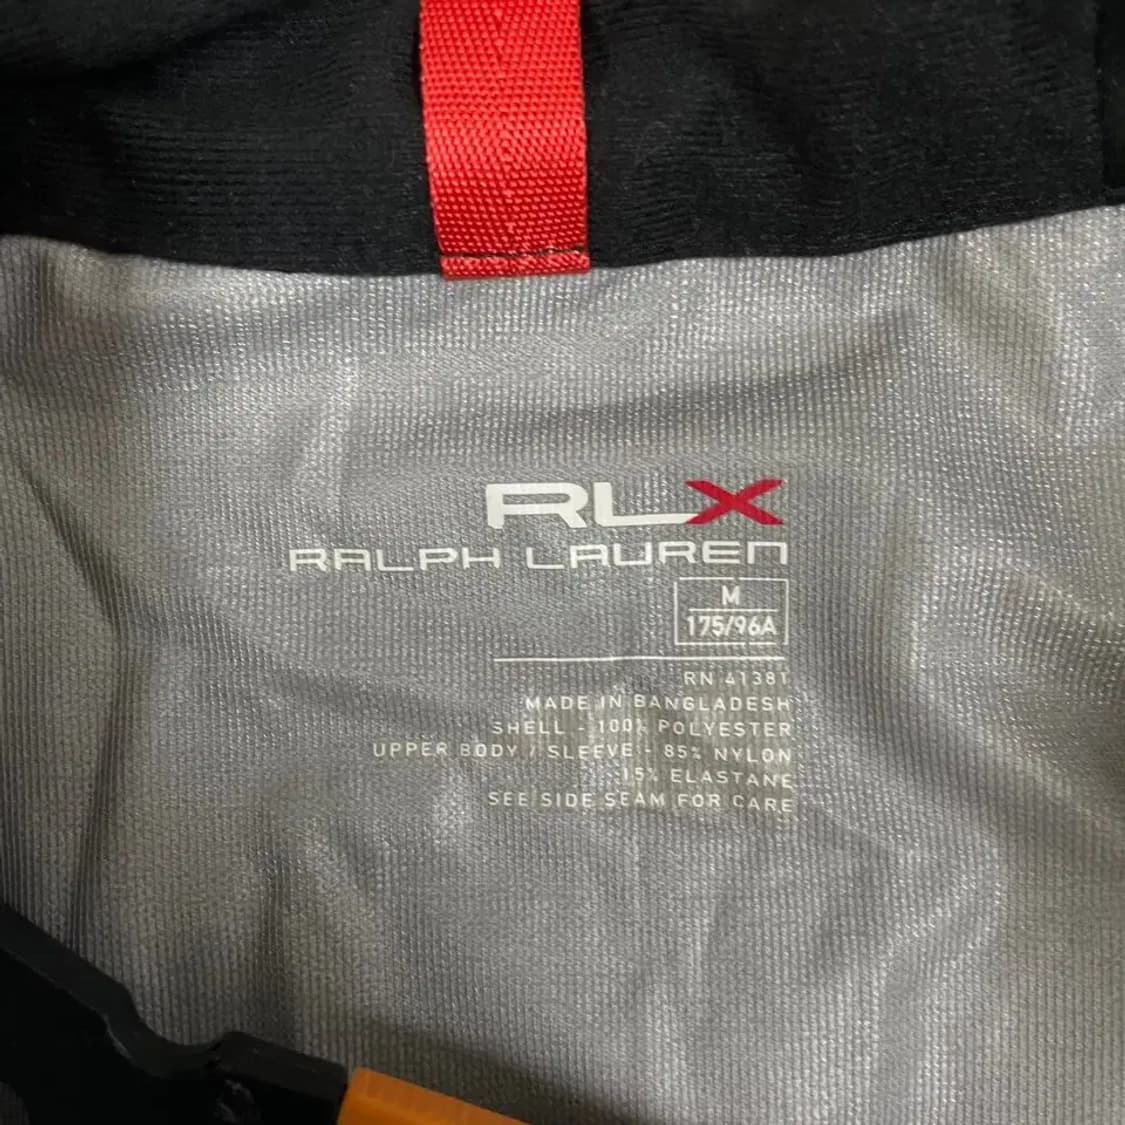 RLX
RALPH LAUREN
M
175/96A
RN 41381
MADE IN BANGLADESH
SHELL - 100% POLYESTER
UPPER BODY / SLEEVE - 85% NYLON
15% ELASTANE
SEE SIDE SEAM FOR CARE